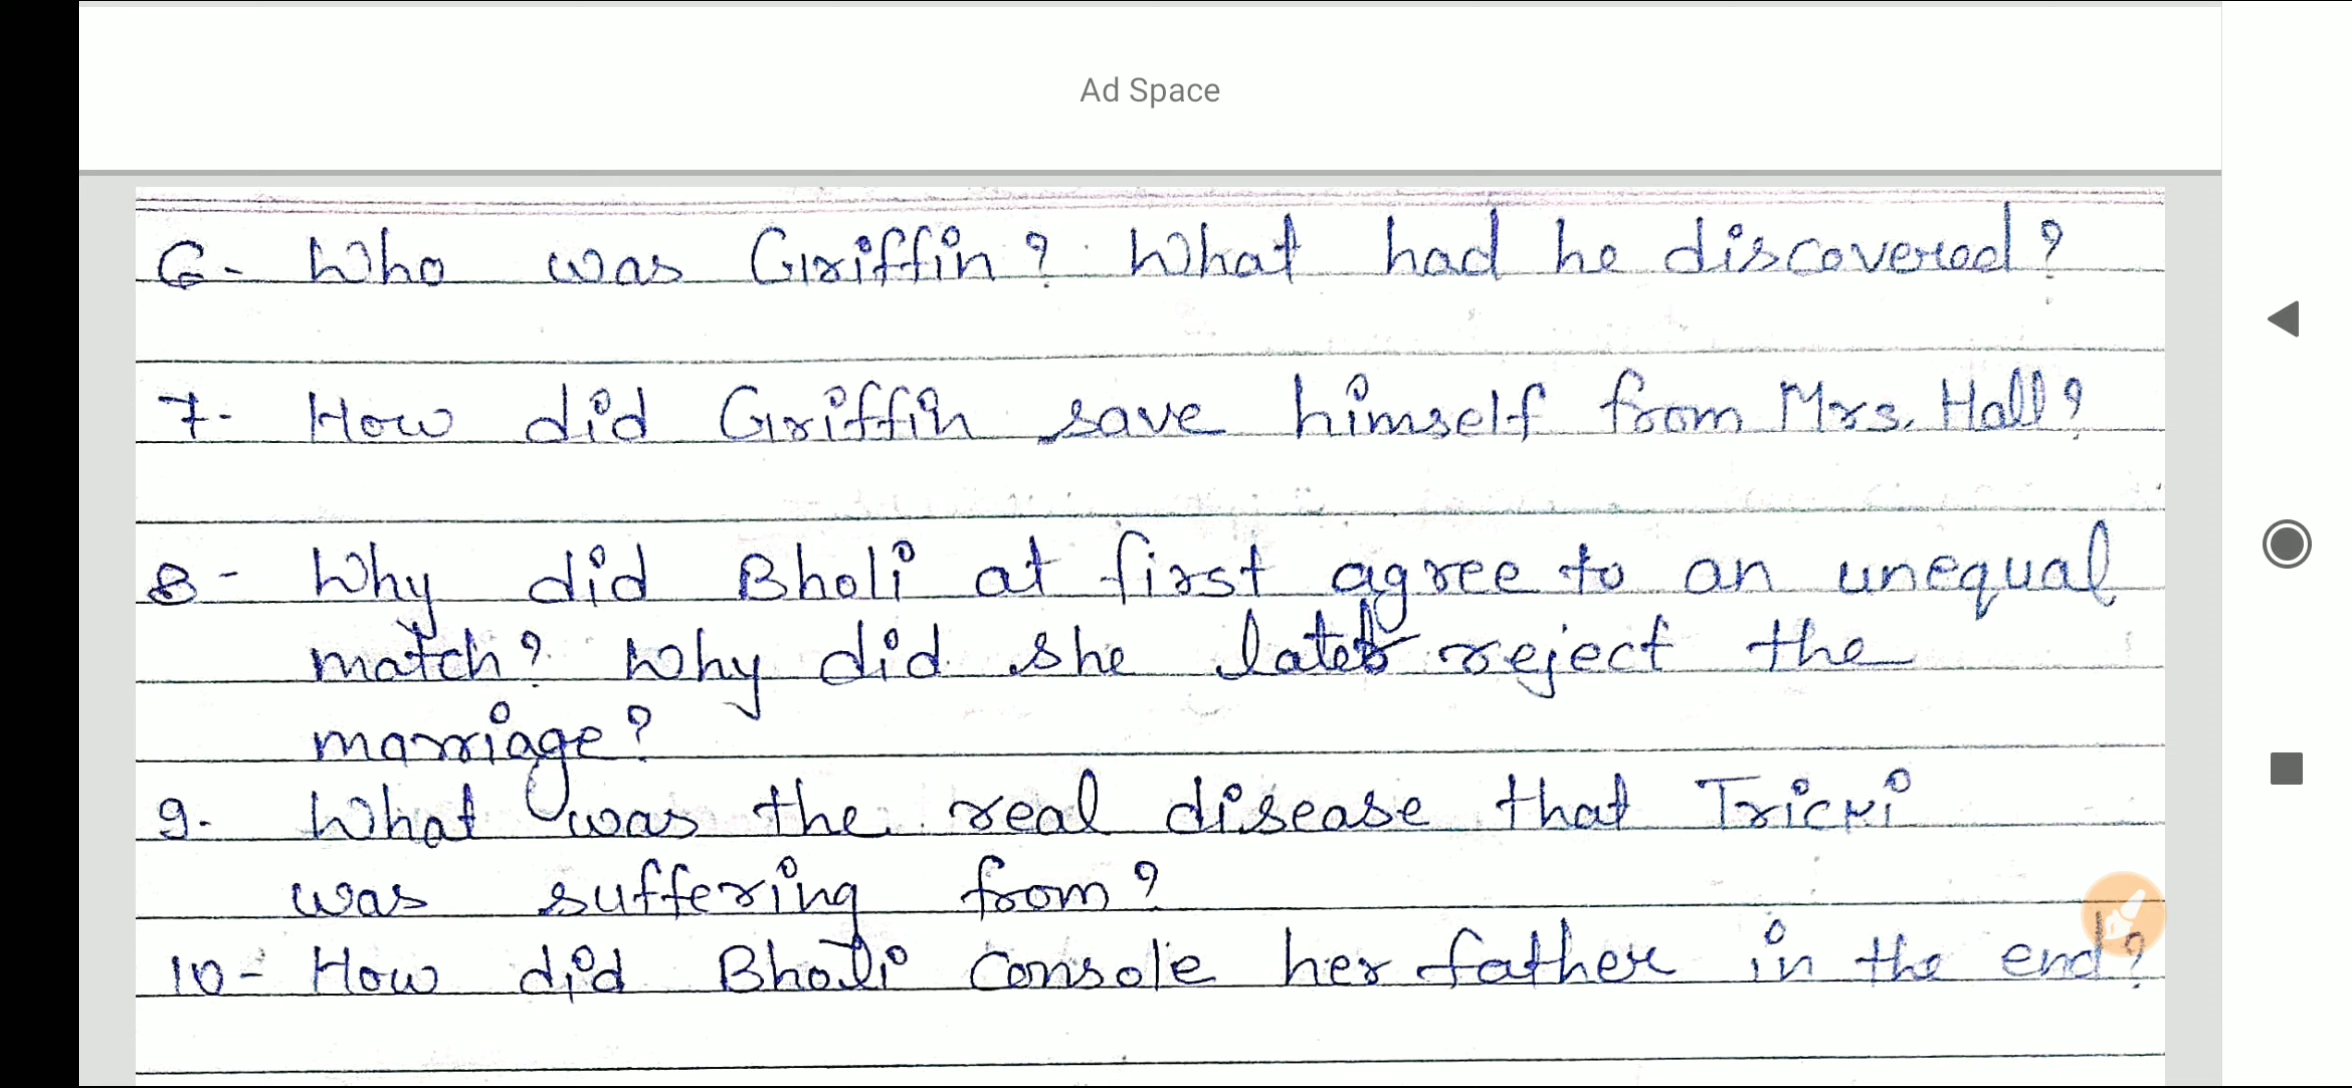 Ad Space
6- Who was Griffin? What had he discovered?
7- How did Griffin save himself from Mrs. Hall?
8- Why did Bholi at first agree to an unequal
match? Why did she later reject the
marriage?
9. What was the real disease that Tricki
was suffering from?
10- How did Bholi console her father in the end?